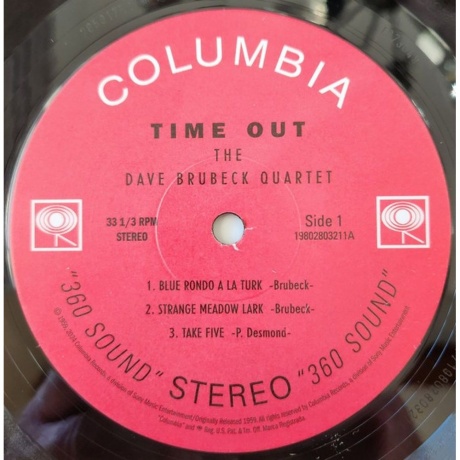 COLUMBIA
TIME OUT
THE
DAVE BRUBECK QUARTET
33 1/3 RPM
STEREO
Side 1
19802803211A
1. BLUE RONDO A LA TURK -Brubeck-
2. STRANGE MEADOW LARK -Brubeck-
3. TAKE FIVE -P. Desmond-
"360 SOUND" STEREO "360 SOUND"